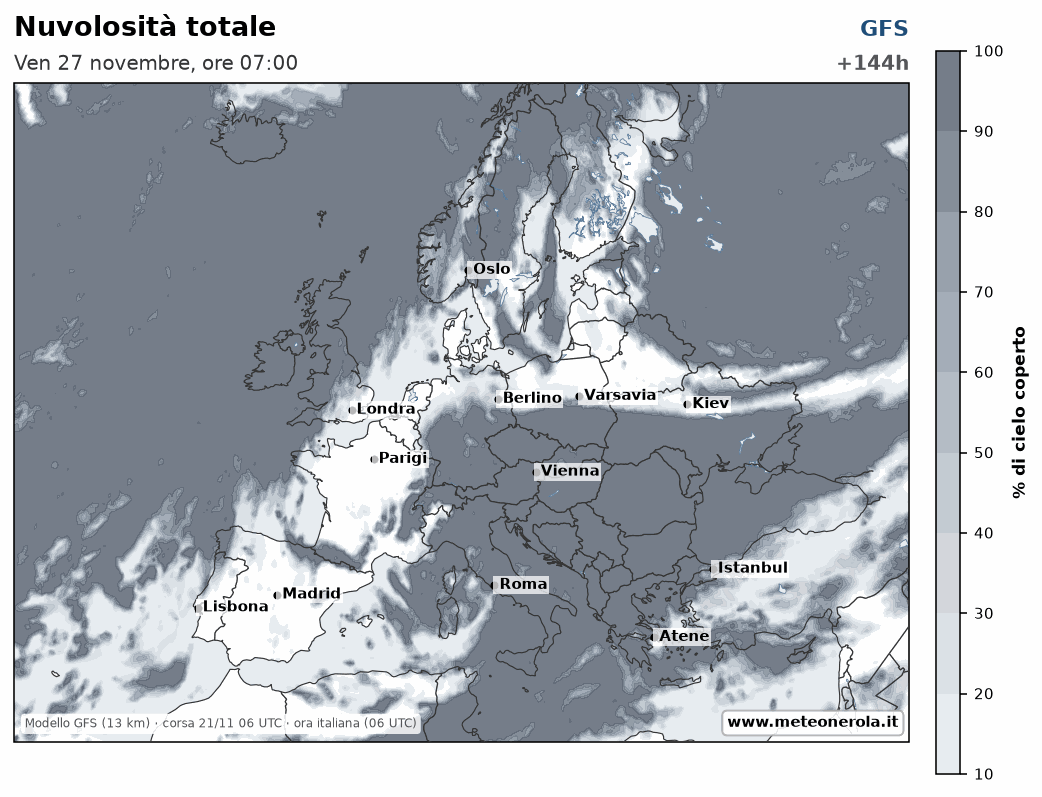 Nuvolosità totale
GFS
Ven 27 novembre, ore 07:00
+144h
100
90
80
70
60
50
40
30
20
10
% di cielo coperto
Oslo
Londra
Berlino
Varsavia
Kiev
Parigi
Vienna
Istanbul
Roma
Madrid
Lisbona
Atene
Modello GFS (13 km) · corsa 21/11 06 UTC · ora italiana (06 UTC)
www.meteonerola.it